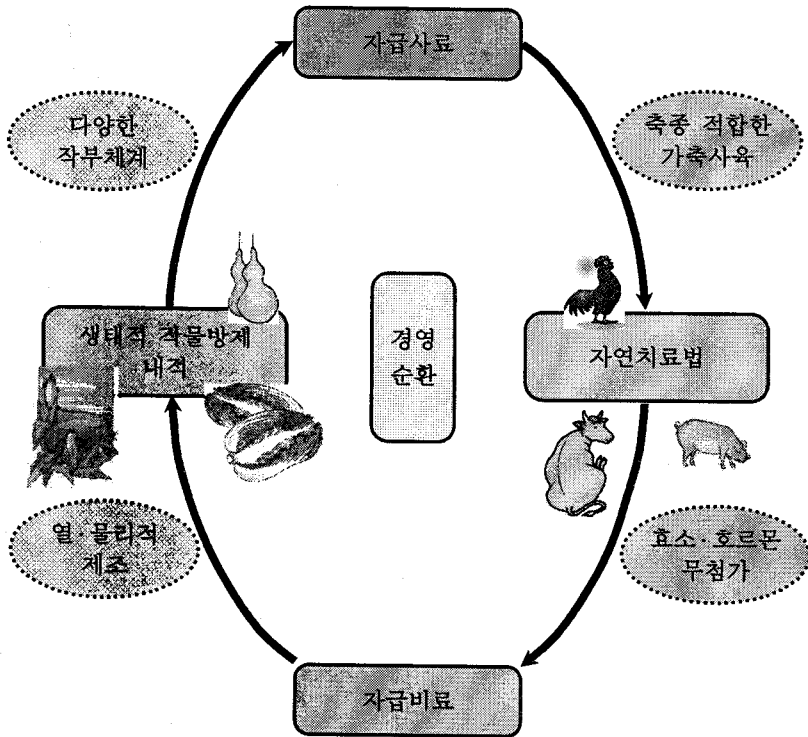 자급사료
다양한
작부체계
축종 적합한
가축사육
생태적 작물방제
내적
경영
순환
자연치료법
열·물리적
제조
효소·호르몬
무첨가
자급비료